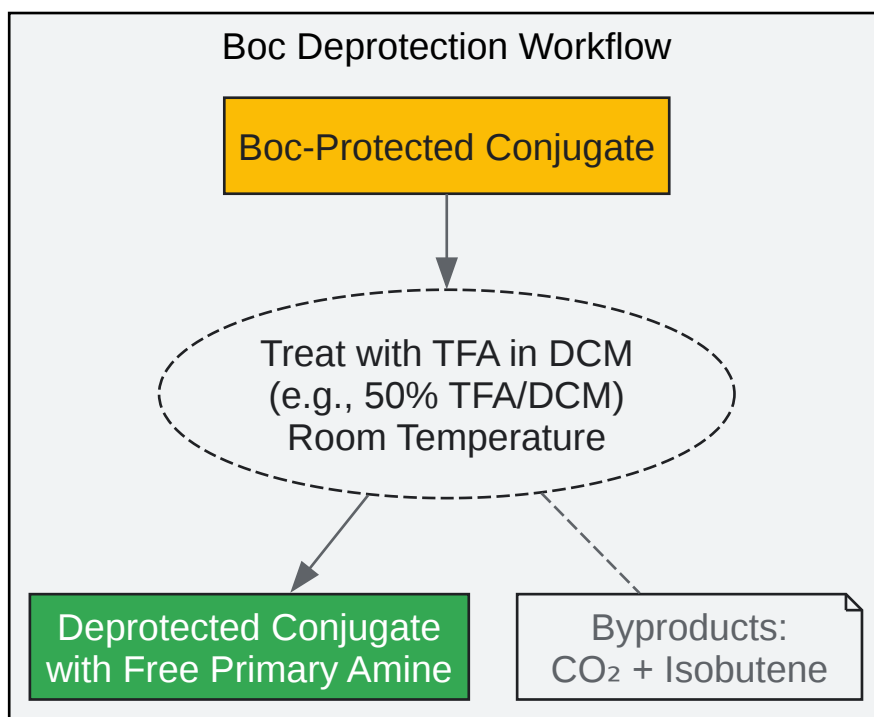 Boc Deprotection Workflow
Boc-Protected Conjugate
Treat with TFA in DCM
(e.g., 50% TFA/DCM)
Room Temperature
Deprotected Conjugate
with Free Primary Amine
Byproducts:
CO₂ + Isobutene